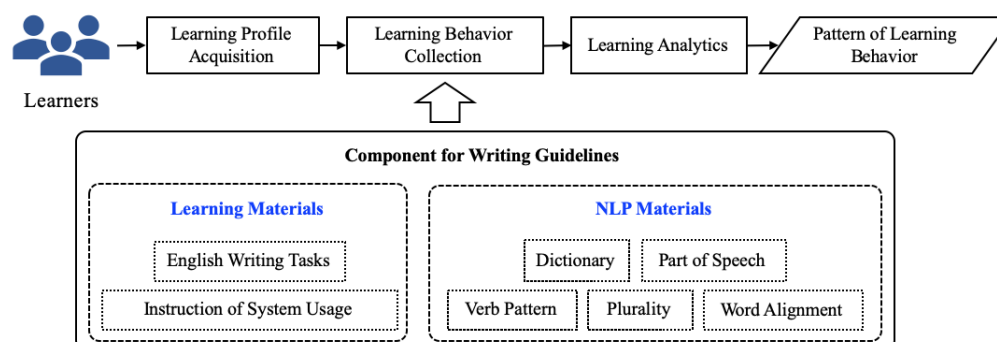 Learners
Learning Profile
Acquisition
Learning Behavior
Collection
Learning Analytics
Pattern of Learning
Behavior
Component for Writing Guidelines
Learning Materials
English Writing Tasks
Instruction of System Usage
NLP Materials
Dictionary
Part of Speech
Verb Pattern
Plurality
Word Alignment